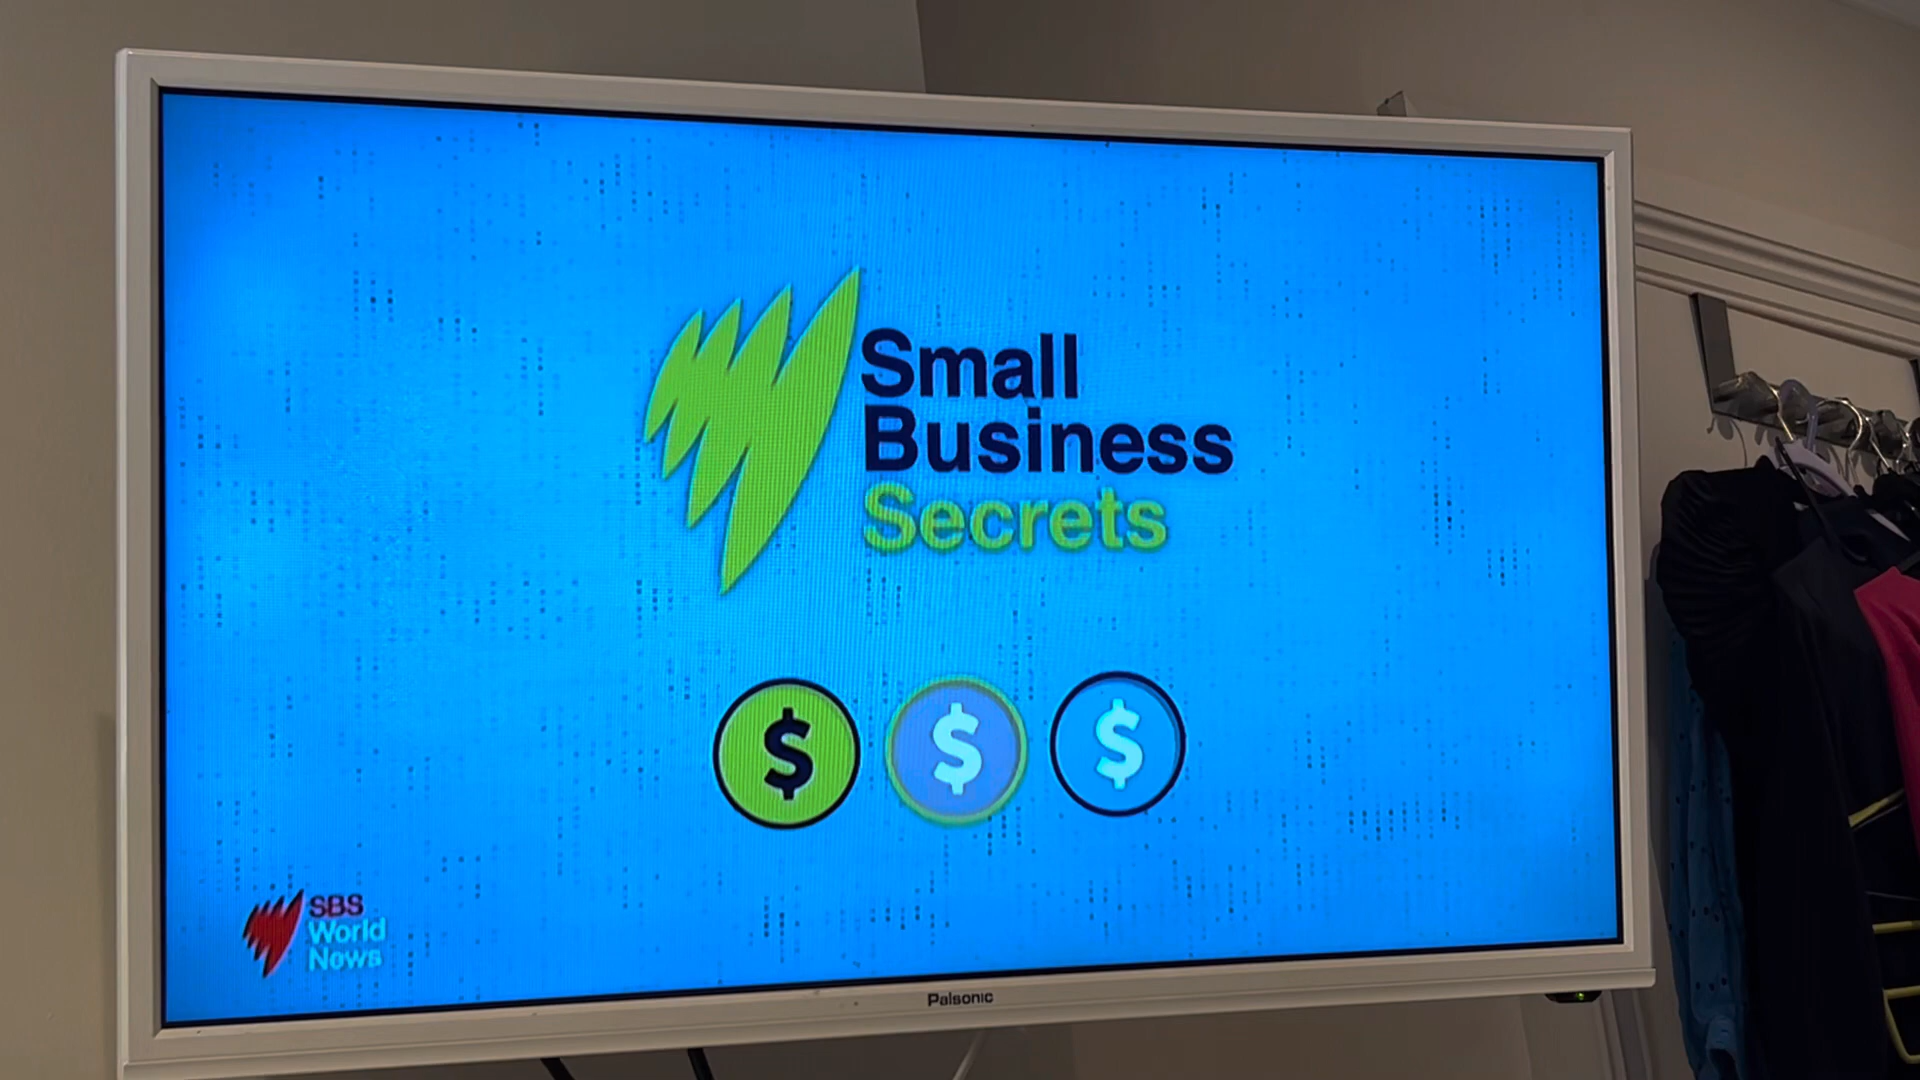 Small
Business
Secrets
$ $ $
SBS
World
News
Palsonic